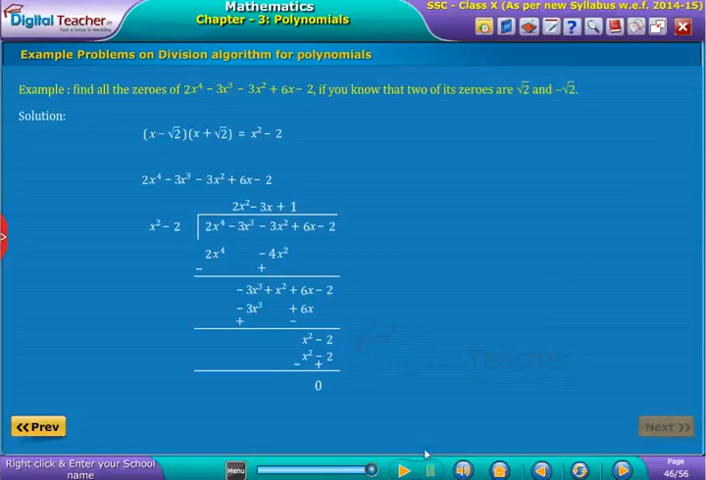 Digital Teacher.in
Mathematics
Chapter - 3: Polynomials
SSC - Class X (As per new Syllabus w.e.f. 2014-15)
Example Problems on Division algorithm for polynomials
Example : find all the zeroes of 2x⁴ − 3x³ − 3x² + 6x − 2, if you know that two of its zeroes are √2 and −√2.
Solution:
(x − √2)(x + √2) = x² − 2
2x⁴ − 3x³ − 3x² + 6x − 2
2x² − 3x + 1
x² − 2 2x⁴ − 3x³ − 3x² + 6x − 2
2x⁴ − 4x²
− +
− 3x³ + x² + 6x − 2
− 3x³ + 6x
+ −
x² − 2
x² − 2
− +
0
Digital Teacher
Prev
Next
Right click & Enter your School
name
Menu
Page
46/56